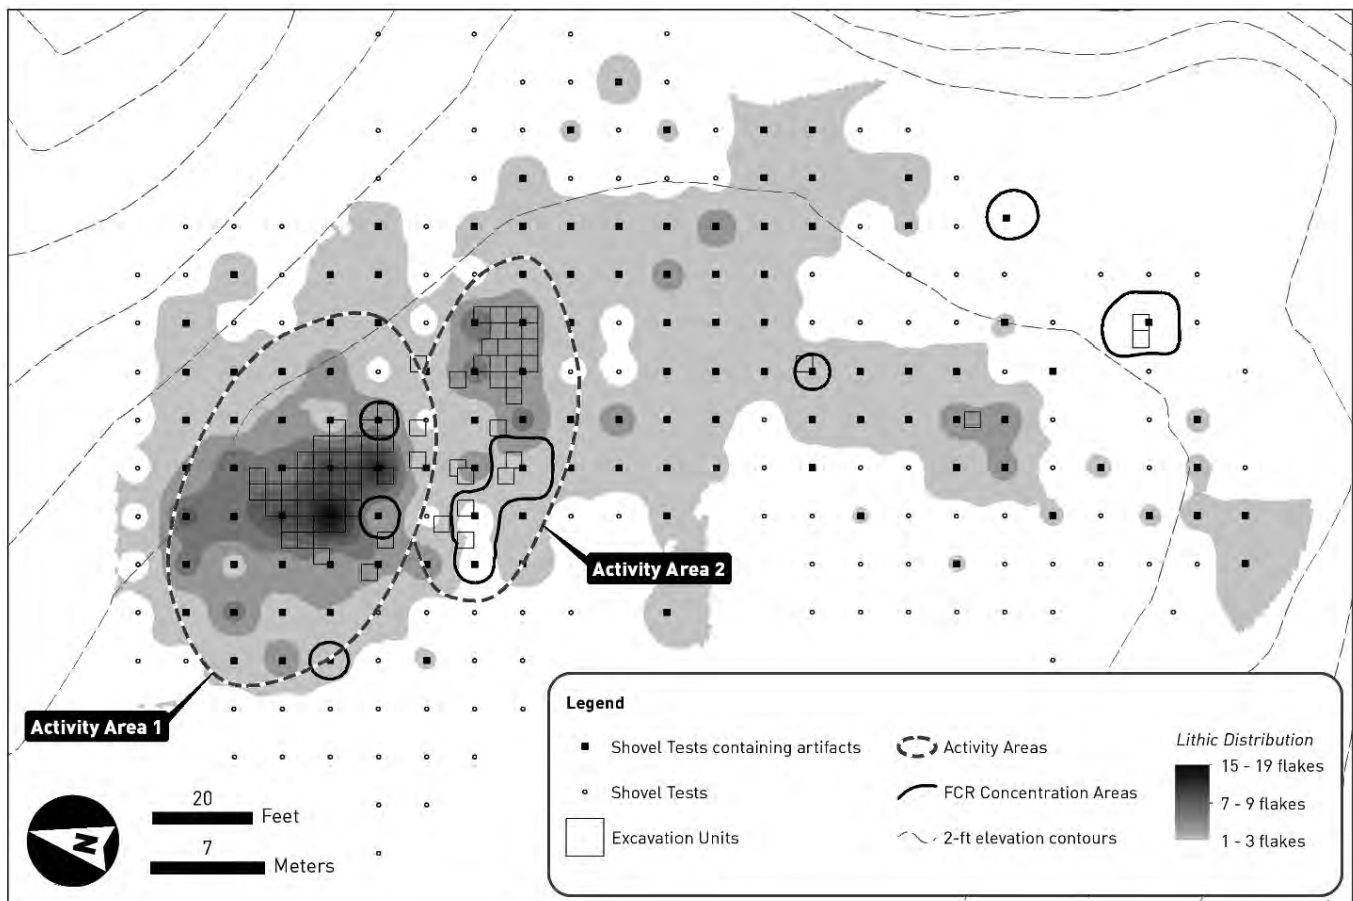 Activity Area 2
Activity Area 1
Legend
Shovel Tests containing artifacts
Shovel Tests
Excavation Units
Activity Areas
FCR Concentration Areas
2-ft elevation contours
Lithic Distribution
15 - 19 flakes
7 - 9 flakes
1 - 3 flakes
N
20
Feet
7
Meters